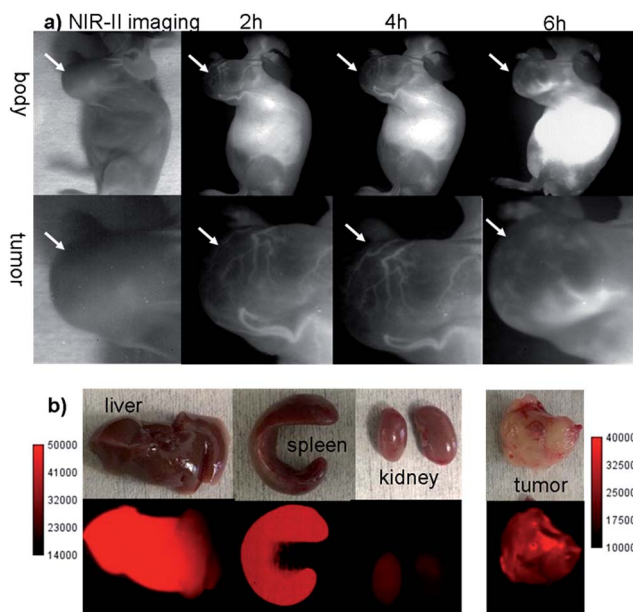 a) NIR-II imaging 2h 4h 6h
body
tumor
b)
liver
spleen
kidney
tumor
50000
41000
32000
23000
14000
40000
32500
25000
17500
10000